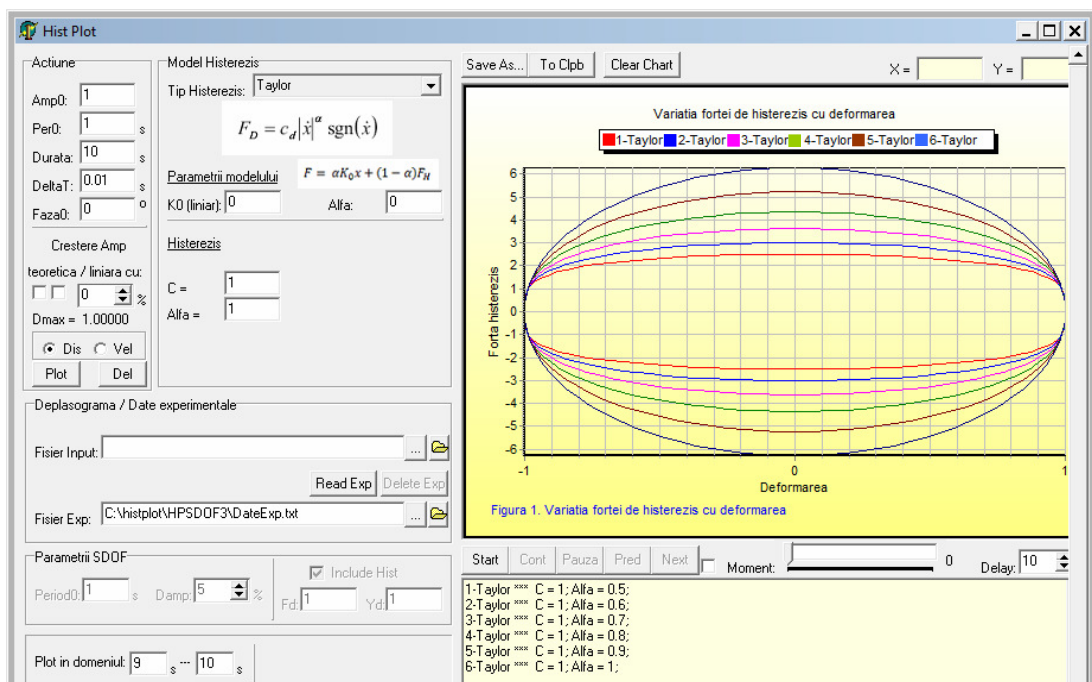 Hist Plot
Actiune
Amp0: 1
Per0: 1 s
Durata: 10 s
DeltaT: 0.01 s
Faza0: 0 o
Crestere Amp
teoretica / liniara cu:
0 %
Dmax = 1.00000
Dis Vel
Plot Del
Model Histerezis
Tip Histerezis: Taylor
F_D = c_d|ẋ|^α sgn(ẋ)
Parametrii modelului
F = αK₀x + (1 − α)F_H
K0 (liniar): 0 Alfa: 0
Histerezis
C = 1
Alfa = 1
Deplasograma / Date experimentale
Fisier Input: ...
Read Exp Delete Exp
Fisier Exp: C:\histplot\HPSDOF3\DateExp.txt ...
Parametrii SDOF
Period0: 1 s Damp: 5 %
Include Hist
Fd: 1 Yd: 1
Plot in domeniul: 9 s --- 10 s
Save As... To Clpb Clear Chart X = Y =
Variatia fortei de histerezis cu deformarea
1-Taylor 2-Taylor 3-Taylor 4-Taylor 5-Taylor 6-Taylor
Forta histerezis
6
5
4
3
2
1
0
-1
-2
-3
-4
-5
-6
-1 0 1
Deformarea
Figura 1. Variatia fortei de histerezis cu deformarea
Start Cont Pauza Pred Next Moment: 0 Delay: 10
1-Taylor *** C = 1; Alfa = 0.5;
2-Taylor *** C = 1; Alfa = 0.6;
3-Taylor *** C = 1; Alfa = 0.7;
4-Taylor *** C = 1; Alfa = 0.8;
5-Taylor *** C = 1; Alfa = 0.9;
6-Taylor *** C = 1; Alfa = 1;